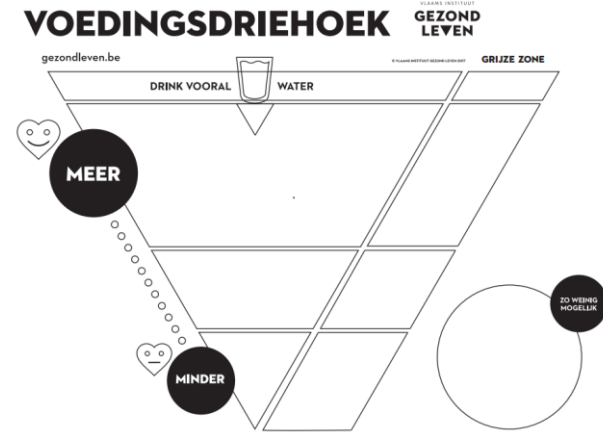 VLAAMS INSTITUUT
VOEDINGSDRIEHOEK GEZOND
LEVEN
gezondleven.be
© VLAAMS INSTITUUT GEZOND LEVEN 2017
GRIJZE ZONE
DRINK VOORAL WATER
MEER
ZO WEINIG
MOGELIJK
MINDER